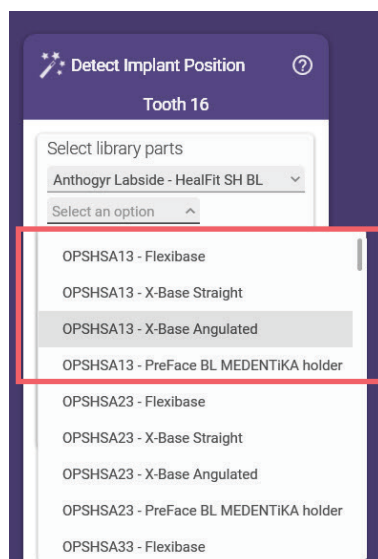 Detect Implant Position
Tooth 16
Select library parts
Anthogyr Labside - HealFit SH BL
Select an option
OPSHSA13 - Flexibase
OPSHSA13 - X-Base Straight
OPSHSA13 - X-Base Angulated
OPSHSA13 - PreFace BL MEDENTiKA holder
OPSHSA23 - Flexibase
OPSHSA23 - X-Base Straight
OPSHSA23 - X-Base Angulated
OPSHSA23 - PreFace BL MEDENTiKA holder
OPSHSA33 - Flexibase